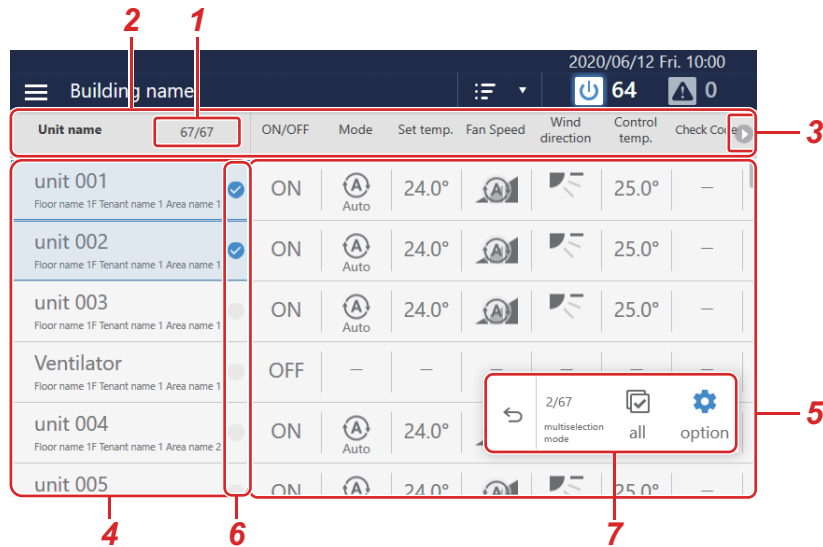 2 1
2020/06/12 Fri. 10:00
Building name 64 0
Unit name 67/67 ON/OFF Mode Set temp. Fan Speed Wind direction Control temp. Check Code 3
unit 001
Floor name 1F Tenant name 1 Area name 1
ON A Auto 24.0° A 25.0° –
unit 002
Floor name 1F Tenant name 1 Area name 1
ON A Auto 24.0° A 25.0° –
unit 003
Floor name 1F Tenant name 1 Area name 1
ON A Auto 24.0° A 25.0° –
Ventilator
Floor name 1F Tenant name 1 Area name 1
OFF – – – – – –
unit 004
Floor name 1F Tenant name 1 Area name 2
ON A Auto 24.0°
2/67
multiselection
mode
all
option
5
unit 005
ON A 24.0° A 25.0° –
4 6 7